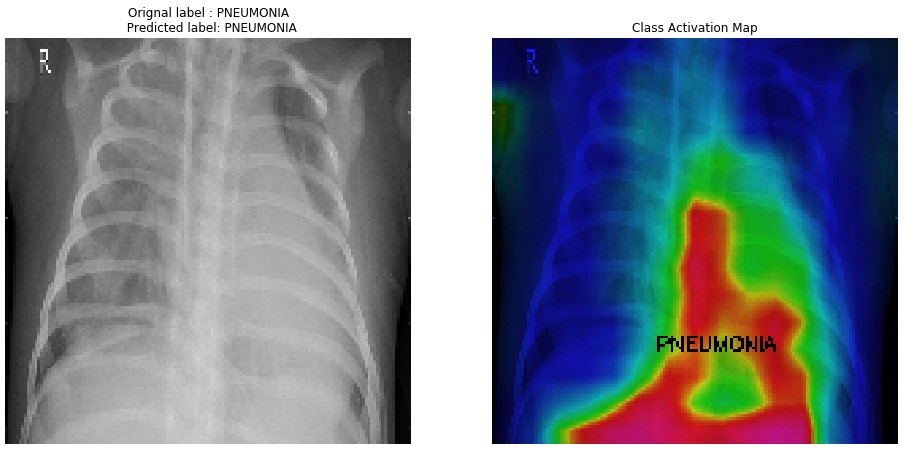 Orignal label : PNEUMONIA
Predicted label: PNEUMONIA
R
Class Activation Map
R
PNEUMONIA